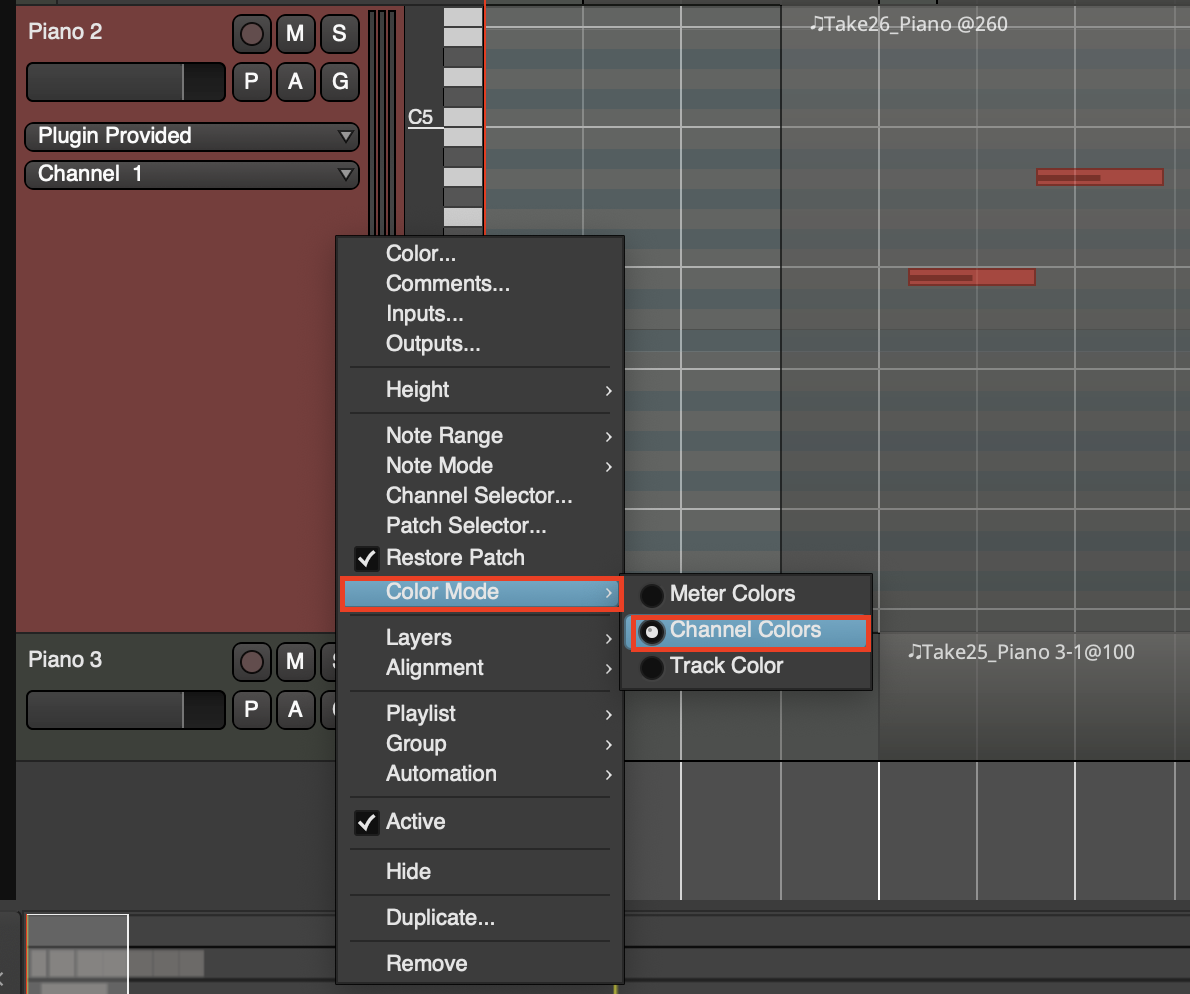 Piano 2
M
S
P
A
G
Plugin Provided
Channel 1
C5
♫Take26_Piano @260
Color...
Comments...
Inputs...
Outputs...
Height
Note Range
Note Mode
Channel Selector...
Patch Selector...
Restore Patch
Color Mode
Layers
Alignment
Playlist
Group
Automation
Active
Hide
Duplicate...
Remove
Meter Colors
Channel Colors
Track Color
Piano 3
M
P
A
♫Take25_Piano 3-1@100